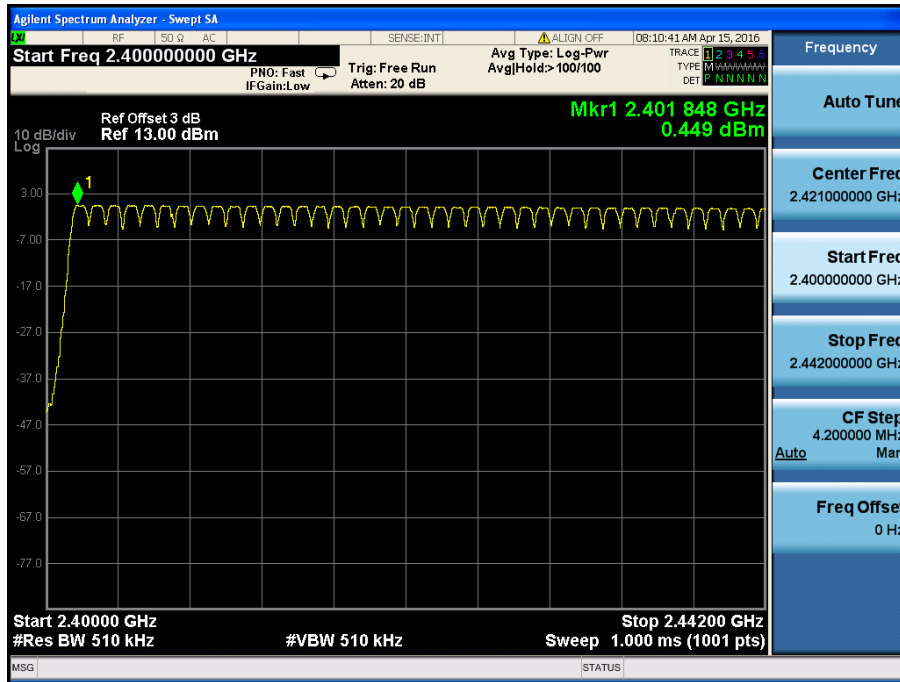 Agilent Spectrum Analyzer - Swept SA
LXI RF 50 Ω AC SENSE:INT ALIGN OFF 08:10:41 AM Apr 15, 2016
Start Freq 2.400000000 GHz
PNO: Fast
IFGain:Low
Trig: Free Run
Atten: 20 dB
Avg Type: Log-Pwr
Avg|Hold:> 100/100
TRACE 1 2 3 4 5 6
TYPE M
DET P N N N N N
Frequency
Mkr1 2.401 848 GHz
0.449 dBm
Ref Offset 3 dB
10 dB/div Ref 13.00 dBm
Log
1
3.00
-7.00
-17.0
-27.0
-37.0
-47.0
-57.0
-67.0
-77.0
Start 2.40000 GHz Stop 2.44200 GHz
#Res BW 510 kHz #VBW 510 kHz Sweep 1.000 ms (1001 pts)
MSG STATUS
Auto Tune
Center Freq
2.421000000 GHz
Start Freq
2.400000000 GHz
Stop Freq
2.442000000 GHz
CF Step
4.200000 MHz
Auto Man
Freq Offset
0 Hz